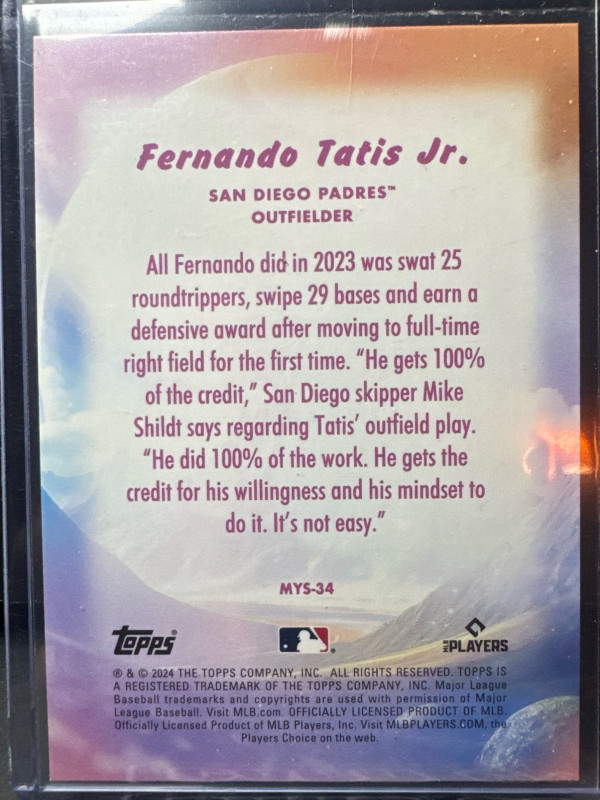 Fernando Tatis Jr.
SAN DIEGO PADRES™
OUTFIELDER
All Fernando did in 2023 was swat 25
roundtrippers, swipe 29 bases and earn a
defensive award after moving to full-time
right field for the first time. “He gets 100%
of the credit,” San Diego skipper Mike
Shildt says regarding Tatis’ outfield play.
“He did 100% of the work. He gets the
credit for his willingness and his mindset to
do it. It’s not easy.”
MYS-34
Topps®
MLB PLAYERS
® & © 2024 THE TOPPS COMPANY, INC. ALL RIGHTS RESERVED. TOPPS IS
A REGISTERED TRADEMARK OF THE TOPPS COMPANY, INC. Major League
Baseball trademarks and copyrights are used with permission of Major
League Baseball. Visit MLB.com. OFFICIALLY LICENSED PRODUCT OF MLB.
Officially Licensed Product of MLB Players, Inc. Visit MLBPLAYERS.COM, the
Players Choice on the web.